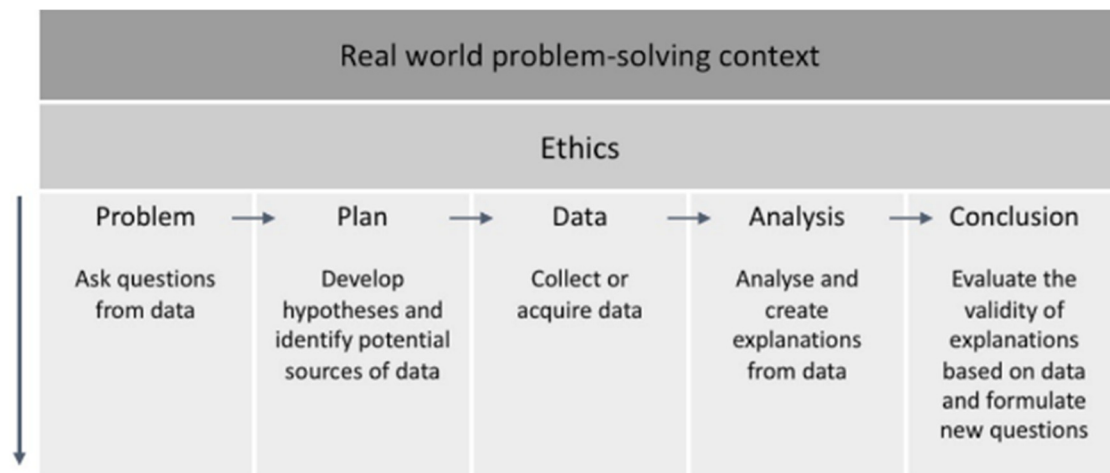 Real world problem-solving context
Ethics
Problem
Ask questions
from data
Plan
Develop
hypotheses and
identify potential
sources of data
Data
Collect or
acquire data
Analysis
Analyse and
create
explanations
from data
Conclusion
Evaluate the
validity of
explanations
based on data
and formulate
new questions